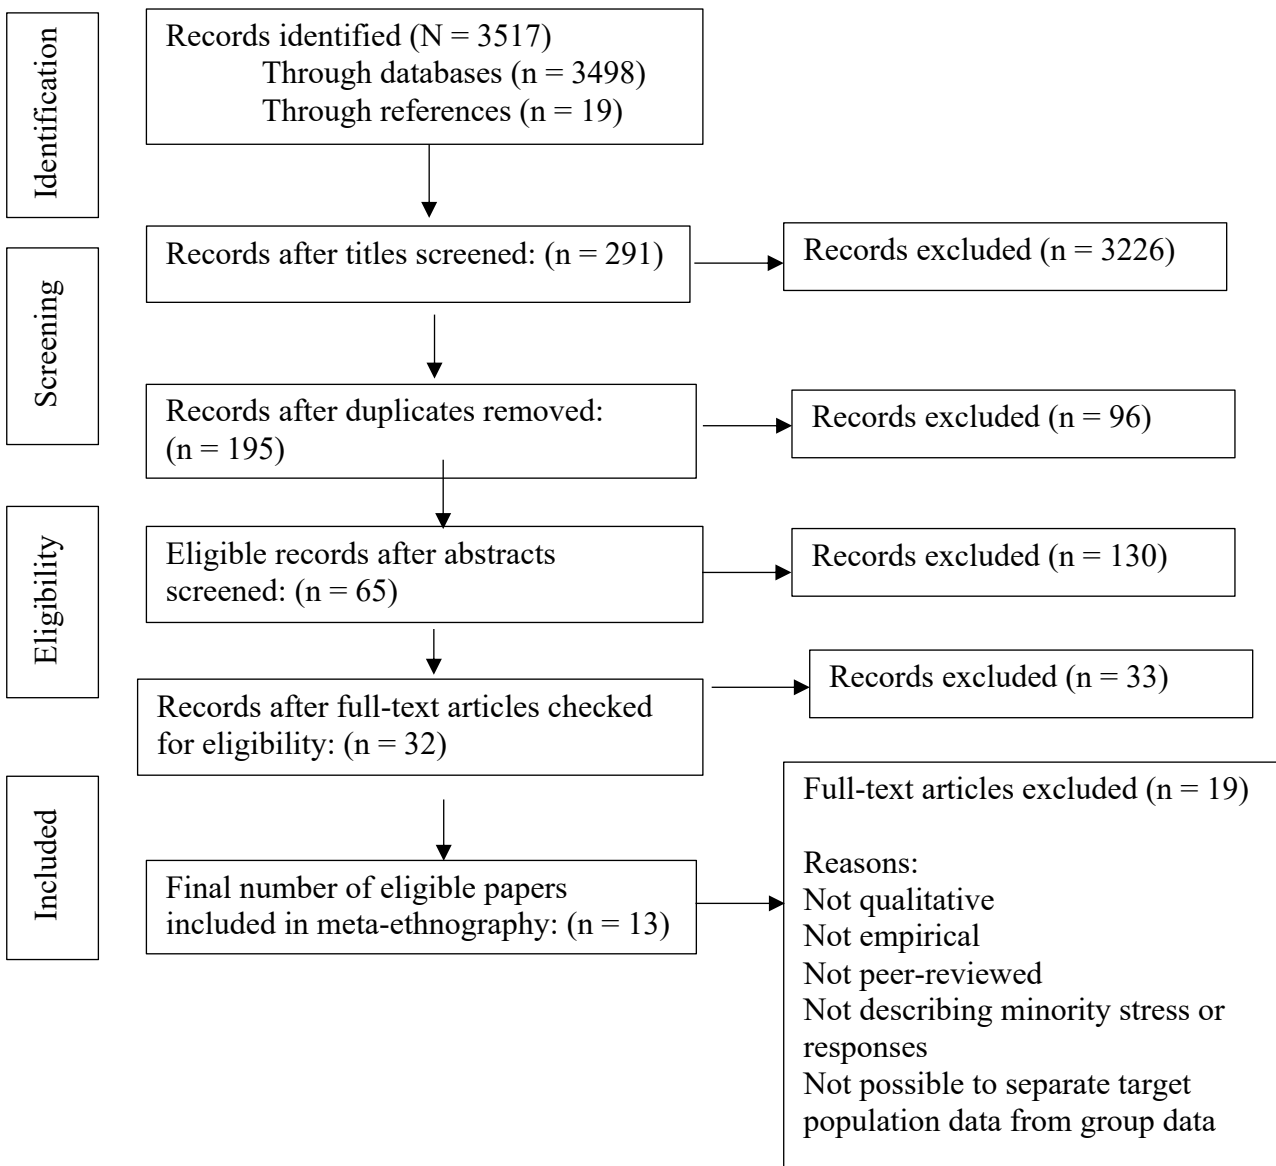 Identification
Records identified (N = 3517)
Through databases (n = 3498)
Through references (n = 19)
Screening
Records after titles screened: (n = 291)
Records excluded (n = 3226)
Records after duplicates removed:
(n = 195)
Records excluded (n = 96)
Eligibility
Eligible records after abstracts
screened: (n = 65)
Records excluded (n = 130)
Records after full-text articles checked
for eligibility: (n = 32)
Records excluded (n = 33)
Included
Final number of eligible papers
included in meta-ethnography: (n = 13)
Full-text articles excluded (n = 19)
Reasons:
Not qualitative
Not empirical
Not peer-reviewed
Not describing minority stress or
responses
Not possible to separate target
population data from group data